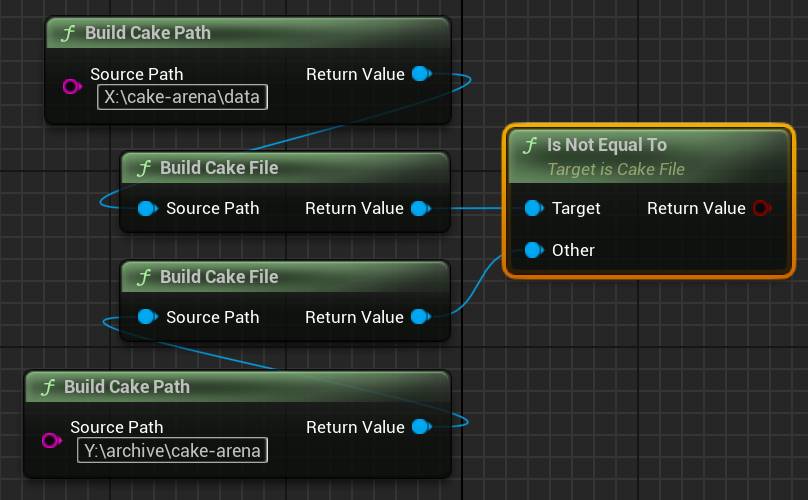 Build Cake Path
Source Path
Return Value
X:\cake-arena\data
Build Cake File
Source Path
Return Value
Is Not Equal To
Target is Cake File
Target
Return Value
Other
Build Cake File
Source Path
Return Value
Build Cake Path
Source Path
Return Value
Y:\archive\cake-arena